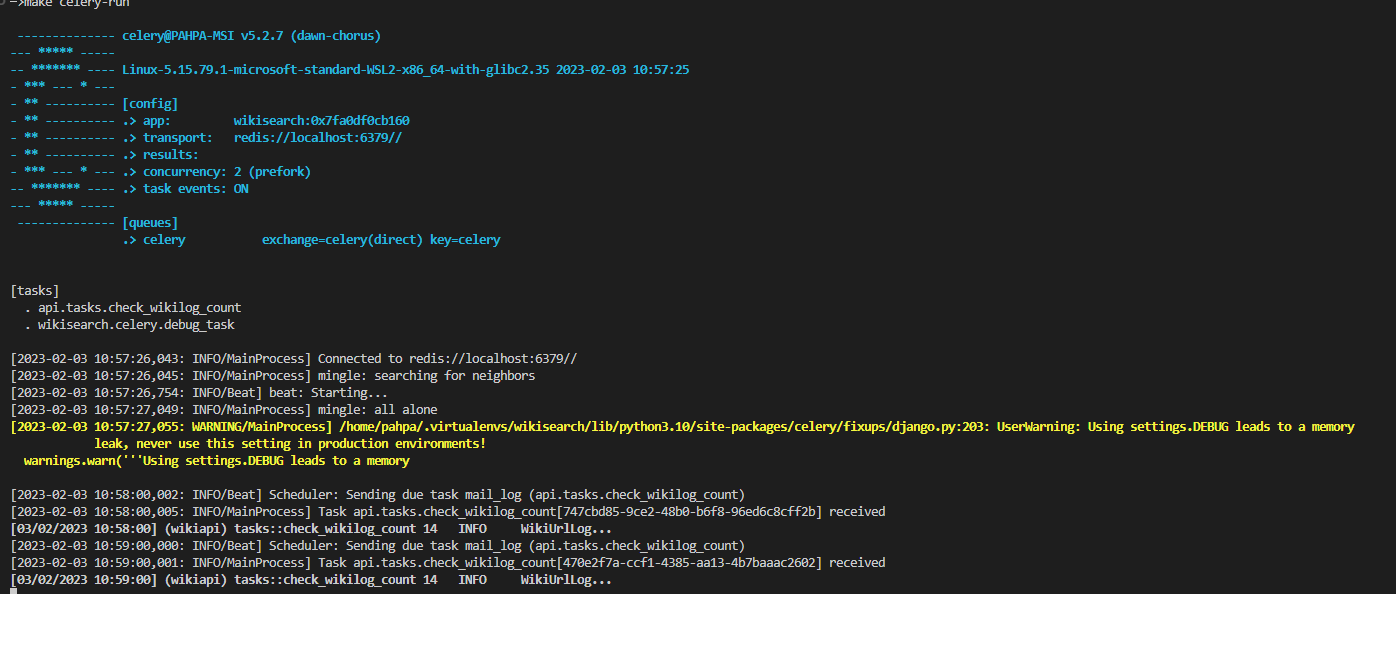 —>make celery-run
 -------------- celery@PAHPA-MSI v5.2.7 (dawn-chorus)
--- ***** -----
-- ******* ---- Linux-5.15.79.1-microsoft-standard-WSL2-x86_64-with-glibc2.35 2023-02-03 10:57:25
- *** --- * ---
- ** ---------- [config]
- ** ---------- .> app:         wikisearch:0x7fa0df0cb160
- ** ---------- .> transport:   redis://localhost:6379//
- ** ---------- .> results:
- *** --- * --- .> concurrency: 2 (prefork)
-- ******* ---- .> task events: ON
--- ***** -----
 -------------- [queues]
                .> celery           exchange=celery(direct) key=celery
[tasks]
  . api.tasks.check_wikilog_count
  . wikisearch.celery.debug_task
[2023-02-03 10:57:26,043: INFO/MainProcess] Connected to redis://localhost:6379//
[2023-02-03 10:57:26,045: INFO/MainProcess] mingle: searching for neighbors
[2023-02-03 10:57:26,754: INFO/Beat] beat: Starting...
[2023-02-03 10:57:27,049: INFO/MainProcess] mingle: all alone
[2023-02-03 10:57:27,055: WARNING/MainProcess] /home/pahpa/.virtualenvs/wikisearch/lib/python3.10/site-packages/celery/fixups/django.py:203: UserWarning: Using settings.DEBUG leads to a memory
            leak, never use this setting in production environments!
  warnings.warn('''Using settings.DEBUG leads to a memory
[2023-02-03 10:58:00,002: INFO/Beat] Scheduler: Sending due task mail_log (api.tasks.check_wikilog_count)
[2023-02-03 10:58:00,005: INFO/MainProcess] Task api.tasks.check_wikilog_count[747cbd85-9ce2-48b0-b6f8-96ed6c8cff2b] received
[03/02/2023 10:58:00] (wikiapi) tasks::check_wikilog_count 14   INFO     WikiUrlLog...
[2023-02-03 10:59:00,000: INFO/Beat] Scheduler: Sending due task mail_log (api.tasks.check_wikilog_count)
[2023-02-03 10:59:00,001: INFO/MainProcess] Task api.tasks.check_wikilog_count[470e2f7a-ccf1-4385-aa13-4b7baaac2602] received
[03/02/2023 10:59:00] (wikiapi) tasks::check_wikilog_count 14   INFO     WikiUrlLog...